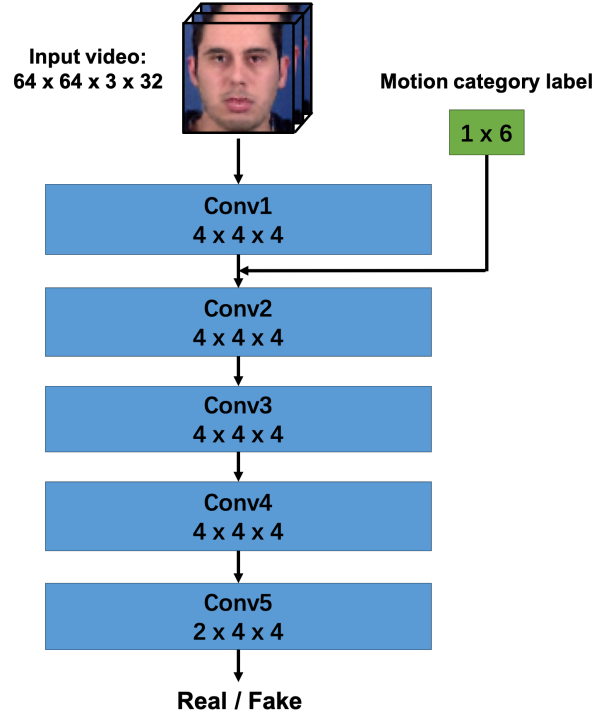 Input video:
64 x 64 x 3 x 32
Motion category label
1 x 6
Conv1
4 x 4 x 4
Conv2
4 x 4 x 4
Conv3
4 x 4 x 4
Conv4
4 x 4 x 4
Conv5
2 x 4 x 4
Real / Fake